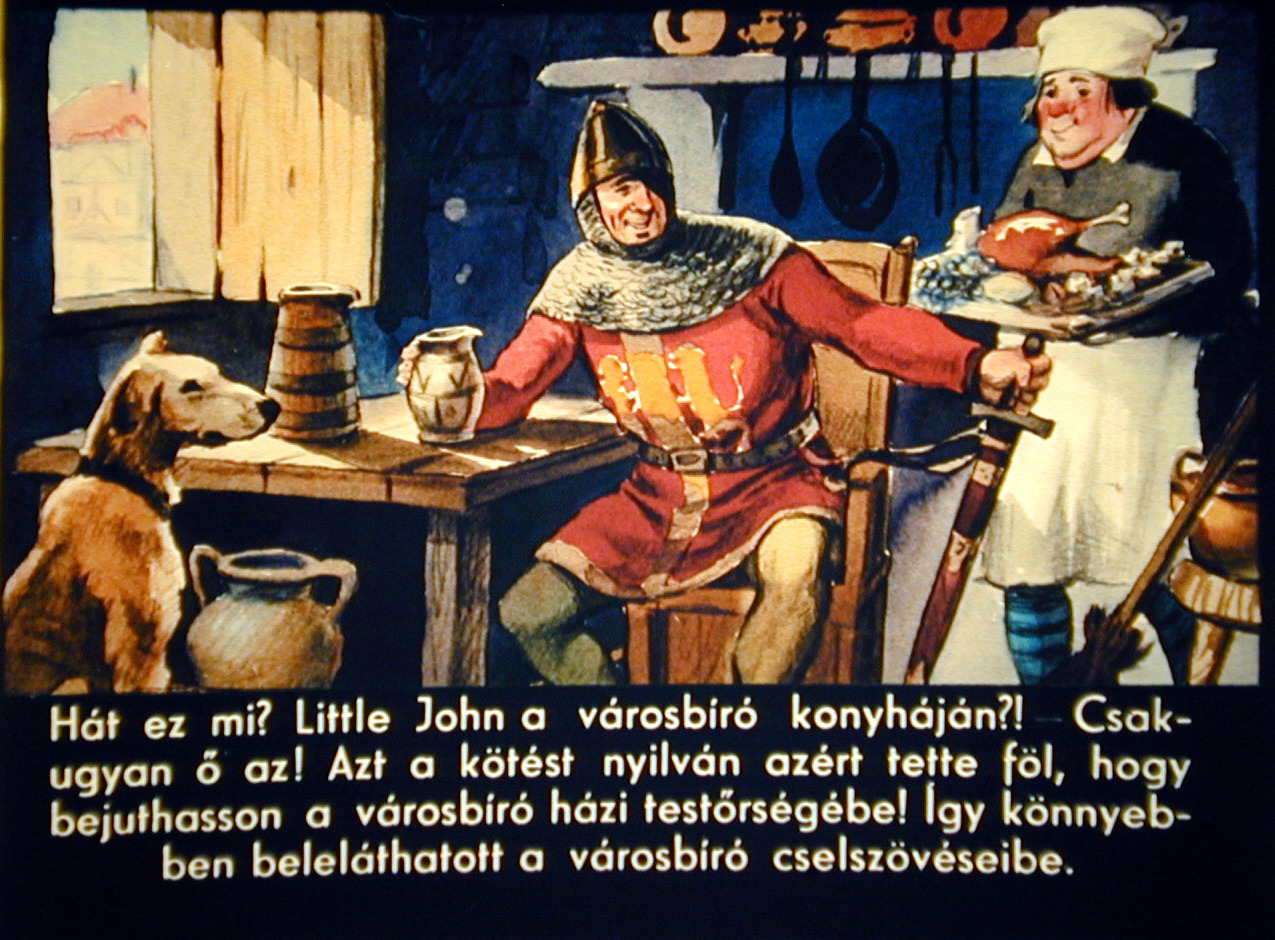 Hát ez mi? Little John a városbíró konyháján?! – Csak-
ugyan ő az! Azt a kötést nyilván azért tette föl, hogy
bejuthasson a városbíró házi testőrségébe! Így könnyeb-
ben beleláthatott a városbíró cselszövéseibe.